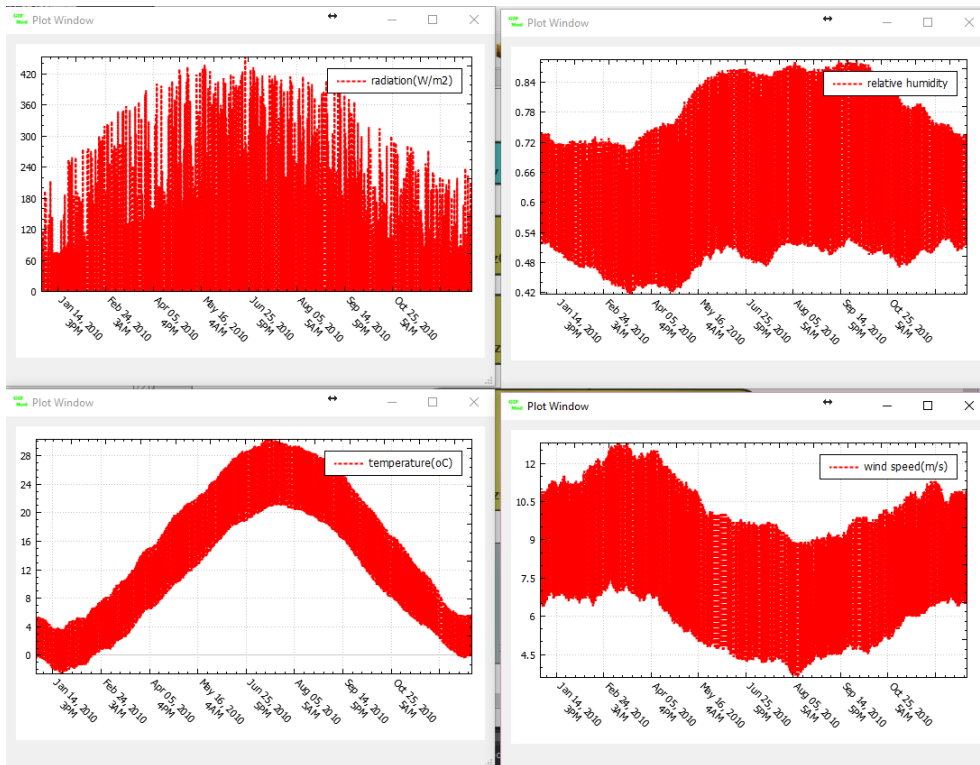 GEF Mod Plot Window
radiation(W/m2)
420
360
300
240
180
120
60
0
Jan 14, 2010 3PM
Feb 24, 2010 3AM
Apr 05, 2010 4PM
May 16, 2010 4AM
Jun 25, 2010 5PM
Aug 05, 2010 5AM
Sep 14, 2010 5PM
Oct 25, 2010 5AM
Plot Window
relative humidity
0.84
0.78
0.72
0.66
0.6
0.54
0.48
0.42
Jan 14, 2010 3PM
Feb 24, 2010 3AM
Apr 05, 2010 4PM
May 16, 2010 4AM
Jun 25, 2010 5PM
Aug 05, 2010 5AM
Sep 14, 2010 5PM
Oct 25, 2010 5AM
Plot Window
temperature(oC)
28
24
20
16
12
8
4
0
Jan 14, 2010 3PM
Feb 24, 2010 3AM
Apr 05, 2010 4PM
May 16, 2010 4AM
Jun 25, 2010 5PM
Aug 05, 2010 5AM
Sep 14, 2010 5PM
Oct 25, 2010 5AM
Plot Window
wind speed(m/s)
12
10.5
9
7.5
6
4.5
Jan 14, 2010 3PM
Feb 24, 2010 3AM
Apr 05, 2010 4PM
May 16, 2010 4AM
Jun 25, 2010 5PM
Aug 05, 2010 5AM
Sep 14, 2010 5PM
Oct 25, 2010 5AM